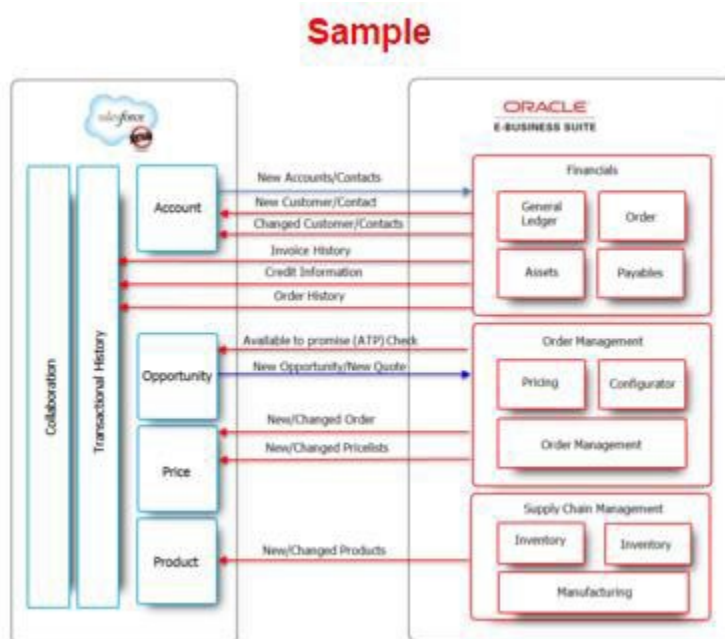 Sample
salesforce
ORACLE
E-BUSINESS SUITE
Collaboration
Transactional History
Account
Opportunity
Price
Product
New Accounts/Contacts
New Customer/Contact
Changed Customer/Contacts
Invoice History
Credit Information
Order History
Available to promise (ATP) Check
New Opportunity/New Quote
New/Changed Order
New/Changed Pricelists
New/Changed Products
Financials
General
Ledger
Order
Assets
Payables
Order Management
Pricing
Configurator
Order Management
Supply Chain Management
Inventory
Inventory
Manufacturing